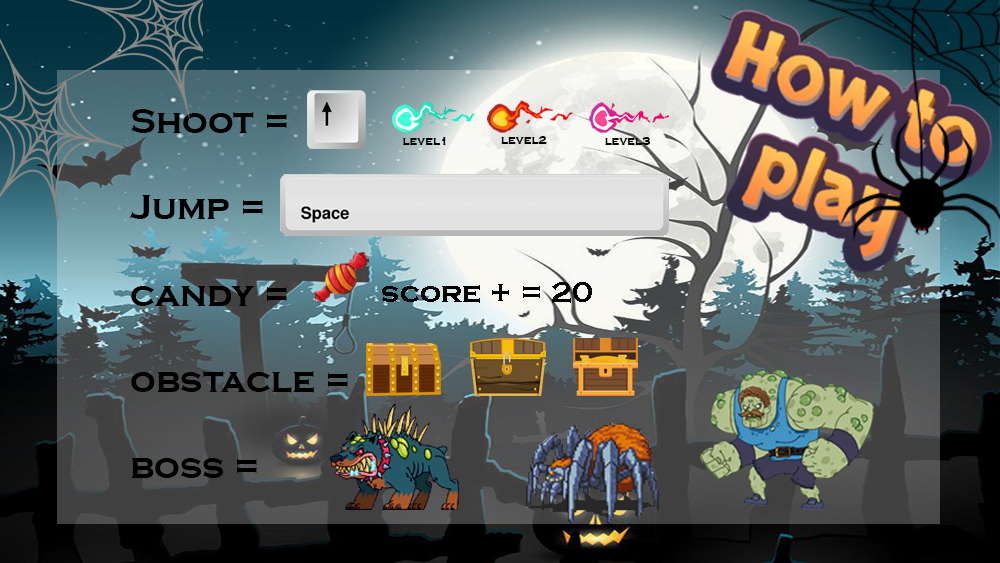 How to
play
SHOOT = ↑
LEVEL1 LEVEL2 LEVEL3
JUMP = Space
CANDY = SCORE + = 20
OBSTACLE =
BOSS =